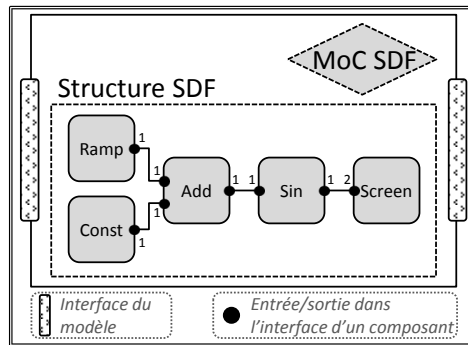 MoC SDF
Structure SDF
Ramp
1
1
Add
1
1
Sin
1
2
Screen
Const
1
1
Interface du
modèle
Entrée/sortie dans
l'interface d'un composant